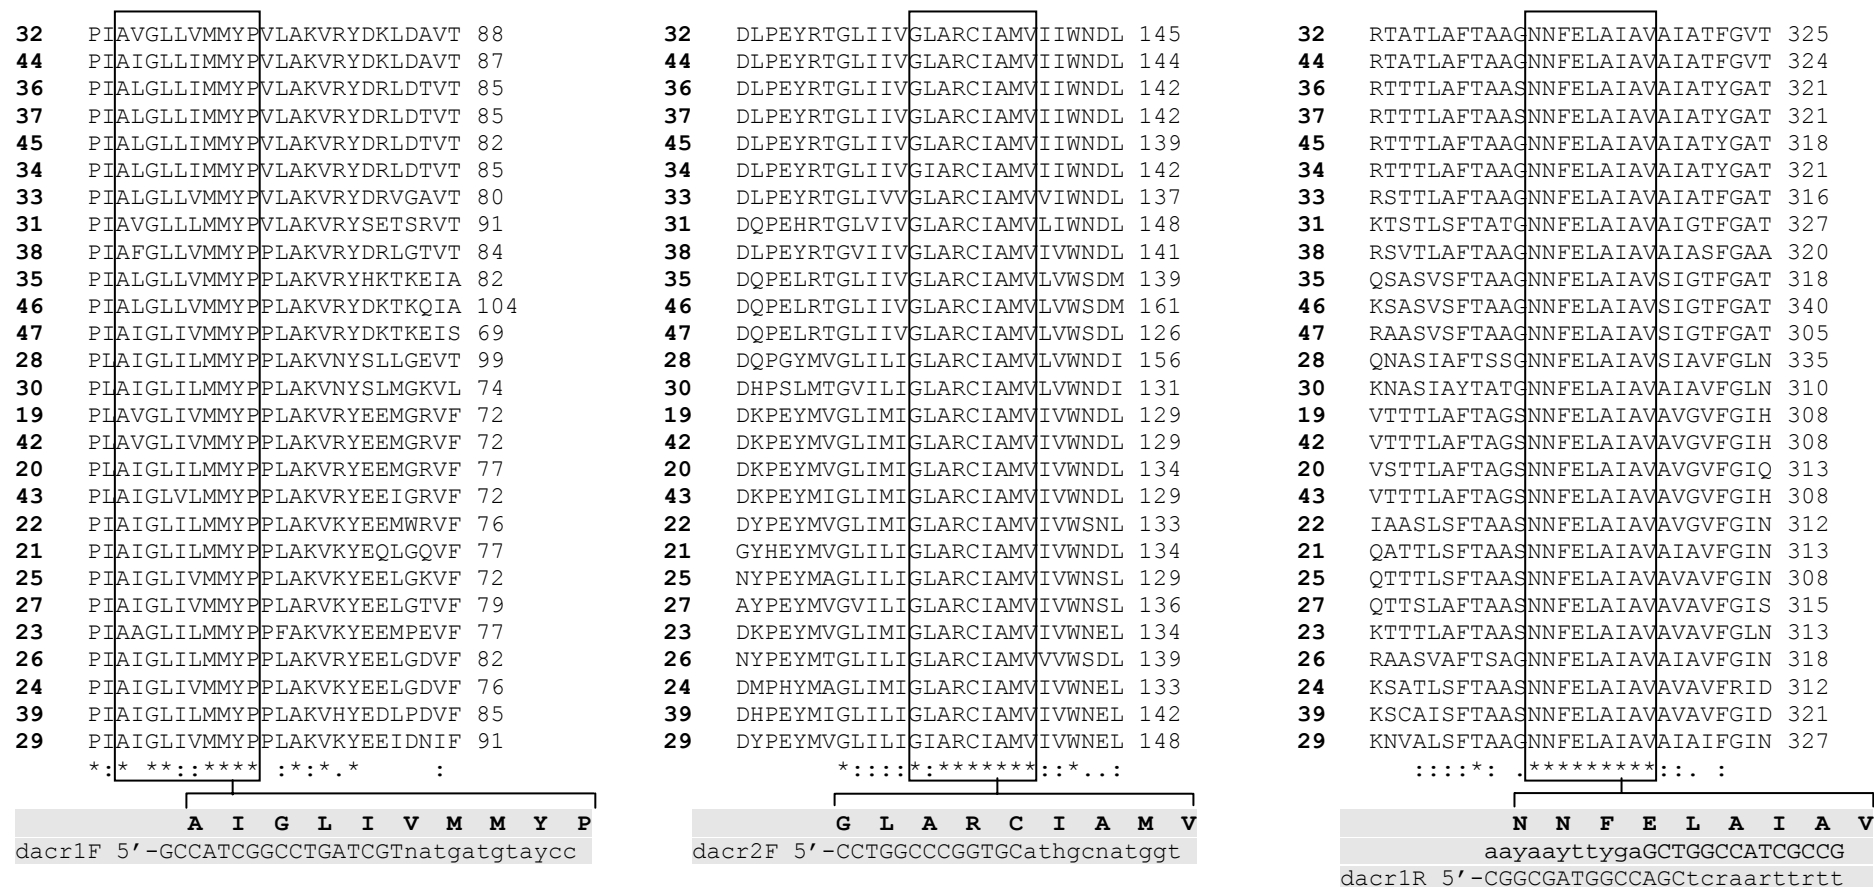 32 PIAVGLLVMMYPVLAKVRYDKLDAVT 88
44 PIAIGLLIMMYPVLAKVRYDKLDAVT 87
36 PIALGLLIMMYPVLAKVRYDRLDTVT 85
37 PIALGLLIMMYPVLAKVRYDRLDTVT 85
45 PIALGLLIMMYPVLAKVRYDRLDTVT 82
34 PIALGLLIMMYPVLAKVRYDRLDTVT 85
33 PIALGLLVMMYPVLAKVRYDRVGAVT 80
31 PIAVGLLLMMYPVLAKVRYSETSRVT 91
38 PIAFGLLVMMYPPLAKVRYDRLGTVT 84
35 PIALGLLVMMYPPLAKVRYHKTKEIA 82
46 PIALGLLVMMYPPLAKVRYDKTKQIA 104
47 PIAIGLIVMMYPPLAKVRYDKTKEIS 69
28 PLAIGLILMMYPPLAKVNYSLLGEVT 99
30 PLAIGLILMMYPPLAKVNYSLMGKVL 74
19 PLAVGLIVMMYPPLAKVRYEEMGRVF 72
42 PLAVGLIVMMYPPLAKVRYEEMGRVF 72
20 PLAIGLILMMYPPLAKVRYEEMGRVF 77
43 PLAIGLVLMMYPPLAKVRYEEIGRVF 72
22 PIAIGLILMMYPPLAKVKYEEMWRVF 76
21 PIAIGLILMMYPPLAKVKYEQLGQVF 77
25 PIAIGLIVMMYPPLAKVKYEELGKVF 72
27 PIAIGLIVMMYPPLARVKYEELGTVF 79
23 PIAAGLILMMYPPFAKVKYEEMPEVF 77
26 PIAIGLILMMYPPLAKVRYEELGDVF 82
24 PIAIGLIVMMYPPLAKVKYEELGDVF 76
39 PIAIGLILMMYPPLAKVHYEDLPDVF 85
29 PIAIGLIVMMYPPLAKVKYEEIDNIF 91
*:* **::**** :*:*.* :
A I G L I V M M Y P
dacr1F 5’-GCCATCGGCCTGATCGTnatgatgtaycc
32 DLPEYRTGLIIVGLARCIAMVIIWNDL 145
44 DLPEYRTGLIIVGLARCIAMVIIWNDL 144
36 DLPEYRTGLIIVGLARCIAMVIIWNDL 142
37 DLPEYRTGLIIVGLARCIAMVIIWNDL 142
45 DLPEYRTGLIIVGLARCIAMVIIWNDL 139
34 DLPEYRTGLIIVGIARCIAMVIIWNDL 142
33 DLPEYRTGLIVVGLARCIAMVVIWNDL 137
31 DQPEHRTGLVIVGLARCIAMVLIWNDL 148
38 DLPEYRTGVIIVGLARCIAMVIVWNDL 141
35 DQPELRTGLIIVGLARCIAMVLVWSDM 139
46 DQPELRTGLIIVGLARCIAMVLVWSDM 161
47 DQPELRTGLIIVGLARCIAMVLVWSDL 126
28 DQPGYMVGLILIGLARCIAMVLVWNDI 156
30 DHPSLMTGVILIGLARCIAMVLVWNDI 131
19 DKPEYMVGLIMIGLARCIAMVIVWNDL 129
42 DKPEYMVGLIMIGLARCIAMVIVWNDL 129
20 DKPEYMVGLIMIGLARCIAMVIVWNDL 134
43 DKPEYMIGLIMIGLARCIAMVIVWNDL 129
22 DYPEYMVGLIMIGLARCIAMVIVWSNL 133
21 GYHEYMVGLILIGLARCIAMVIVWNDL 134
25 NYPEYMAGLILIGLARCIAMVIVWNSL 129
27 AYPEYMVGVILIGLARCIAMVIVWNSL 136
23 DKPEYMVGLIMIGLARCIAMVIVWNEL 134
26 NYPEYMTGLILIGLARCIAMVVVWSDL 139
24 DMPHYMAGLIMIGLARCIAMVIVWNEL 133
39 DHPEYMIGLILIGLARCIAMVIVWNEL 142
29 DYPEYMVGLILIGIARCIAMVIVWNEL 148
*::::*:*******::*..:
G L A R C I A M V
dacr2F 5’-CCTGGCCCGGTGCathgcnatggt
32 RTATLAFTAAGNNFELAIAVAIATFGVT 325
44 RTATLAFTAAGNNFELAIAVAIATFGVT 324
36 RTTTLAFTAASNNFELAIAVAIATYGAT 321
37 RTTTLAFTAASNNFELAIAVAIATYGAT 321
45 RTTTLAFTAAGNNFELAIAVAIATYGAT 318
34 RTTTLAFTAAGNNFELAIAVAIATYGAT 321
33 RSTTLAFTAAGNNFELAIAVAIATFGAT 316
31 KTSTLSFTATGNNFELAIAVAIGTFGAT 327
38 RSVTLAFTAAGNNFELAIAVAIASFGAA 320
35 QSASVSFTAAGNNFELAIAVSIGTFGAT 318
46 KSASVSFTAAGNNFELAIAVSIGTFGAT 340
47 RAASVSFTAAGNNFELAIAVSIGTFGAT 305
28 QNASIAFTSSGNNFELAIAVSIAVFGLN 335
30 KNASIAYTATGNNFELAIAVAIAVFGLN 310
19 VTTTLAFTAGSNNFELAIAVAVGVFGIH 308
42 VTTTLAFTAGSNNFELAIAVAVGVFGIH 308
20 VSTTLAFTAGSNNFELAIAVAVGVFGIQ 313
43 VTTTLAFTAGSNNFELAIAVAVGVFGIH 308
22 IAASLSFTAASNNFELAIAVAVGVFGIN 312
21 QATTLSFTAASNNFELAIAVAIAVFGIN 313
25 QTTTLSFTAASNNFELAIAVAVAVFGIN 308
27 QTTSLAFTAASNNFELAIAVAVAVFGIS 315
23 KTTTLAFTAASNNFELAIAVAVAVFGLN 313
26 RAASVAFTSAGNNFELAIAVAIAVFGIN 318
24 KSATLSFTAASNNFELAIAVAVAVFRID 312
39 KSCAISFTAASNNFELAIAVAVAVFGID 321
29 KNVALSFTAAGNNFELAIAVAIAIFGIN 327
::::*: .*********::. :
N N F E L A I A V
aayaayttygaGCTGGCCATCGCCG
dacr1R 5’-CGGCGATGGCCAGCtcraarttrtt